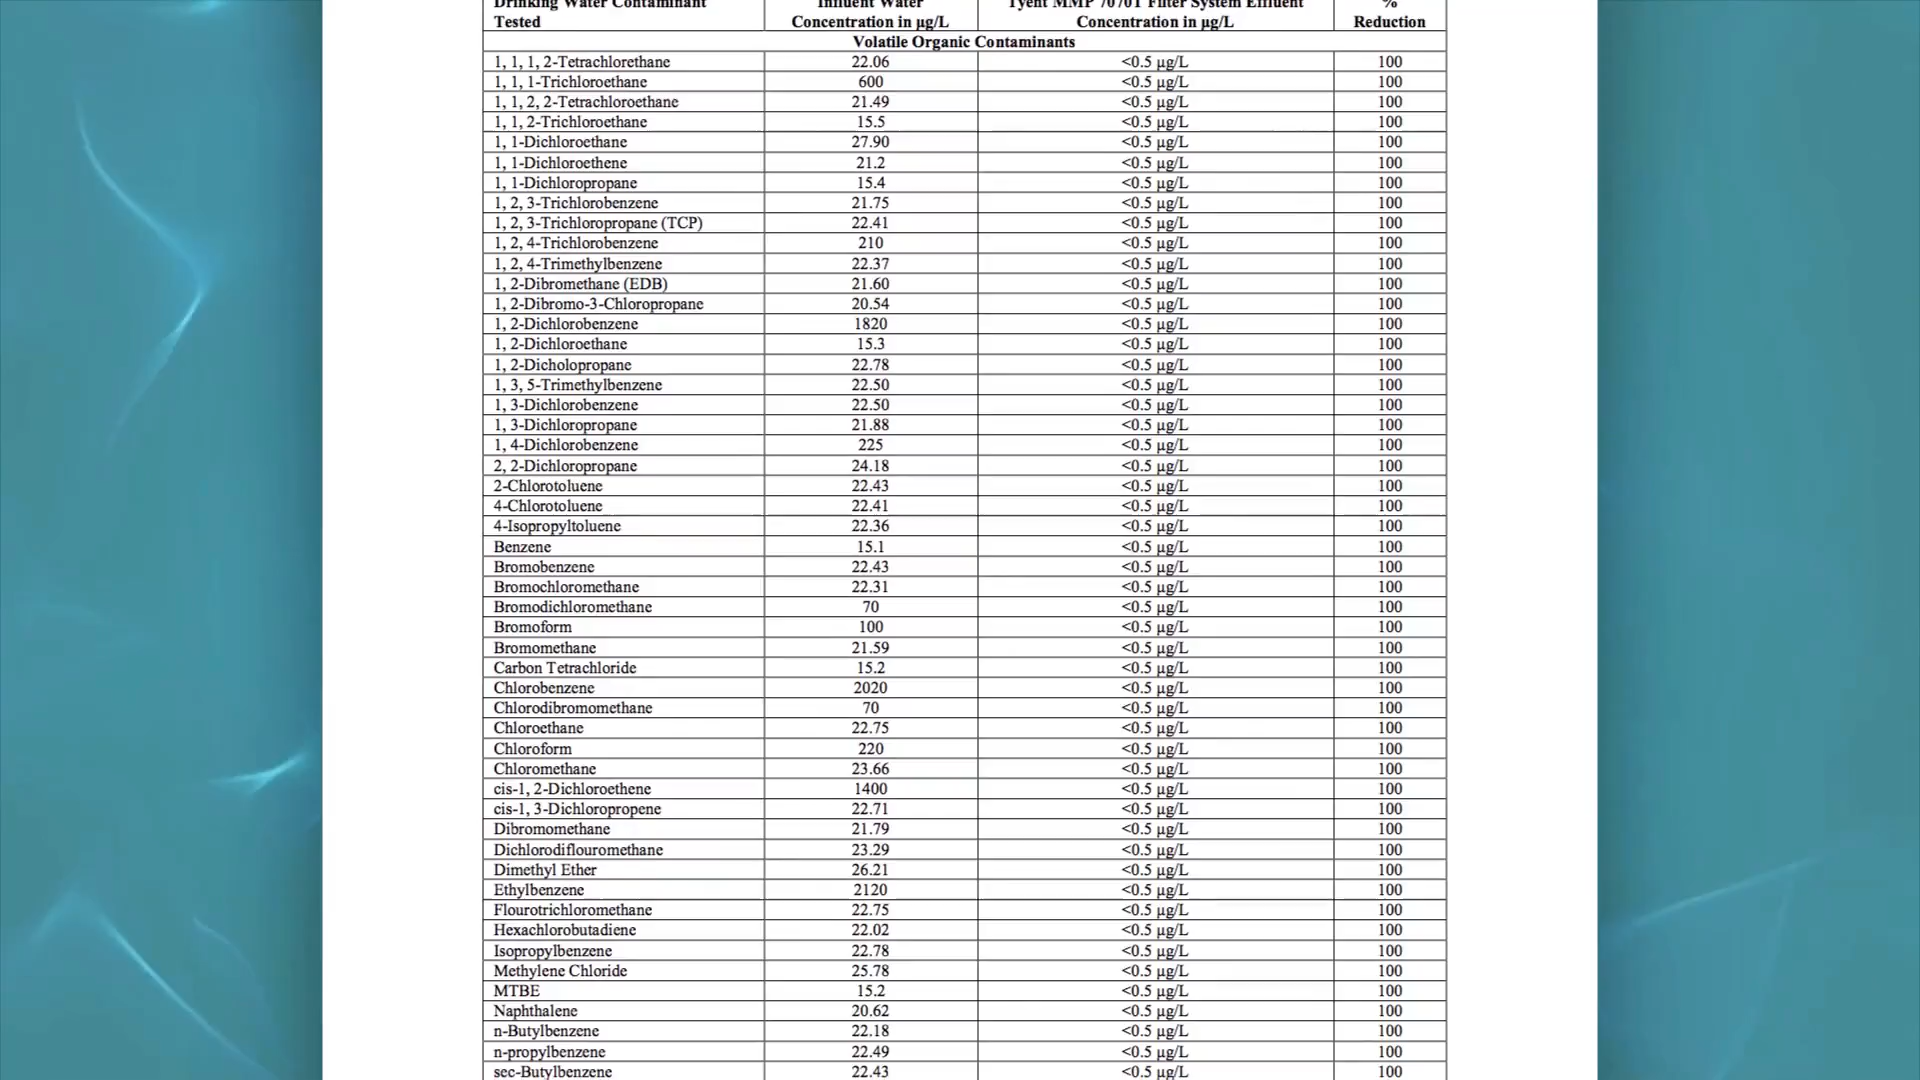 Drinking Water Contaminant Influent Water Tyent MMP 7070T Filter System Effluent %
Tested Concentration in µg/L Concentration in µg/L Reduction
Volatile Organic Contaminants
1, 1, 1, 2-Tetrachlorethane 22.06 <0.5 µg/L 100
1, 1, 1-Trichloroethane 600 <0.5 µg/L 100
1, 1, 2, 2-Tetrachloroethane 21.49 <0.5 µg/L 100
1, 1, 2-Trichloroethane 15.5 <0.5 µg/L 100
1, 1-Dichloroethane 27.90 <0.5 µg/L 100
1, 1-Dichloroethene 21.2 <0.5 µg/L 100
1, 1-Dichloropropane 15.4 <0.5 µg/L 100
1, 2, 3-Trichlorobenzene 21.75 <0.5 µg/L 100
1, 2, 3-Trichloropropane (TCP) 22.41 <0.5 µg/L 100
1, 2, 4-Trichlorobenzene 210 <0.5 µg/L 100
1, 2, 4-Trimethylbenzene 22.37 <0.5 µg/L 100
1, 2-Dibromethane (EDB) 21.60 <0.5 µg/L 100
1, 2-Dibromo-3-Chloropropane 20.54 <0.5 µg/L 100
1, 2-Dichlorobenzene 1820 <0.5 µg/L 100
1, 2-Dichloroethane 15.3 <0.5 µg/L 100
1, 2-Dicholopropane 22.78 <0.5 µg/L 100
1, 3, 5-Trimethylbenzene 22.50 <0.5 µg/L 100
1, 3-Dichlorobenzene 22.50 <0.5 µg/L 100
1, 3-Dichloropropane 21.88 <0.5 µg/L 100
1, 4-Dichlorobenzene 225 <0.5 µg/L 100
2, 2-Dichloropropane 24.18 <0.5 µg/L 100
2-Chlorotoluene 22.43 <0.5 µg/L 100
4-Chlorotoluene 22.41 <0.5 µg/L 100
4-Isopropyltoluene 22.36 <0.5 µg/L 100
Benzene 15.1 <0.5 µg/L 100
Bromobenzene 22.43 <0.5 µg/L 100
Bromochloromethane 22.31 <0.5 µg/L 100
Bromodichloromethane 70 <0.5 µg/L 100
Bromoform 100 <0.5 µg/L 100
Bromomethane 21.59 <0.5 µg/L 100
Carbon Tetrachloride 15.2 <0.5 µg/L 100
Chlorobenzene 2020 <0.5 µg/L 100
Chlorodibromomethane 70 <0.5 µg/L 100
Chloroethane 22.75 <0.5 µg/L 100
Chloroform 220 <0.5 µg/L 100
Chloromethane 23.66 <0.5 µg/L 100
cis-1, 2-Dichloroethene 1400 <0.5 µg/L 100
cis-1, 3-Dichloropropene 22.71 <0.5 µg/L 100
Dibromomethane 21.79 <0.5 µg/L 100
Dichlorodiflouromethane 23.29 <0.5 µg/L 100
Dimethyl Ether 26.21 <0.5 µg/L 100
Ethylbenzene 2120 <0.5 µg/L 100
Flourotrichloromethane 22.75 <0.5 µg/L 100
Hexachlorobutadiene 22.02 <0.5 µg/L 100
Isopropylbenzene 22.78 <0.5 µg/L 100
Methylene Chloride 25.78 <0.5 µg/L 100
MTBE 15.2 <0.5 µg/L 100
Naphthalene 20.62 <0.5 µg/L 100
n-Butylbenzene 22.18 <0.5 µg/L 100
n-propylbenzene 22.49 <0.5 µg/L 100
sec-Butylbenzene 22.43 <0.5 µg/L 100